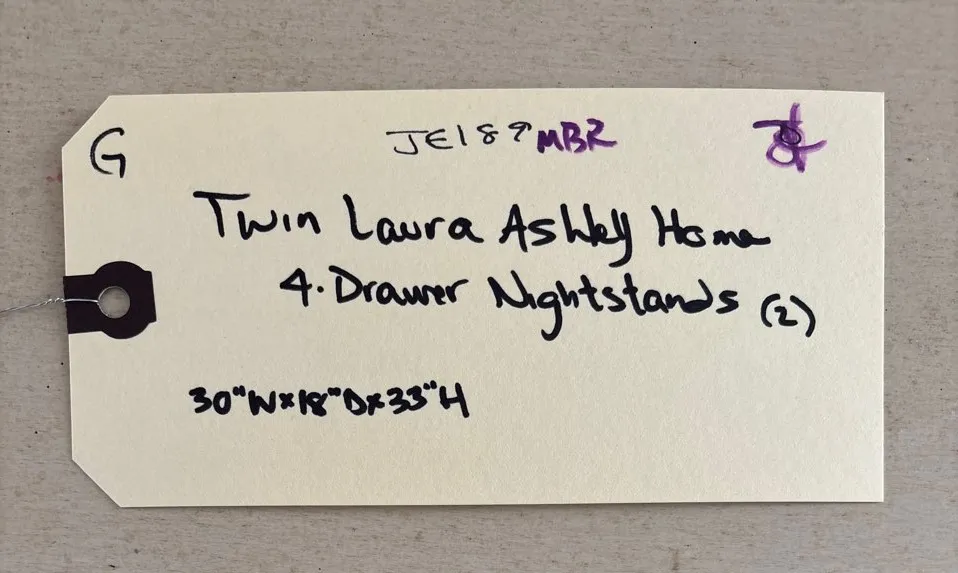 G
JE189 MBR
Twin Laura Ashley Home
4-Drawer Nightstands (2)
30"W x 18"D x 33"H